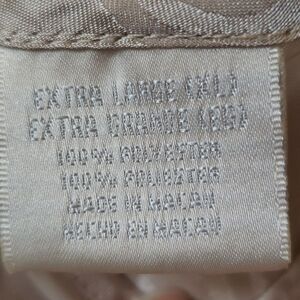 EXTRA LARGE (XL)
EXTRA GRANDE (EG)
100% POLYESTER
100% POLIESTER
MADE IN MACAU
HECHO EN MACAU